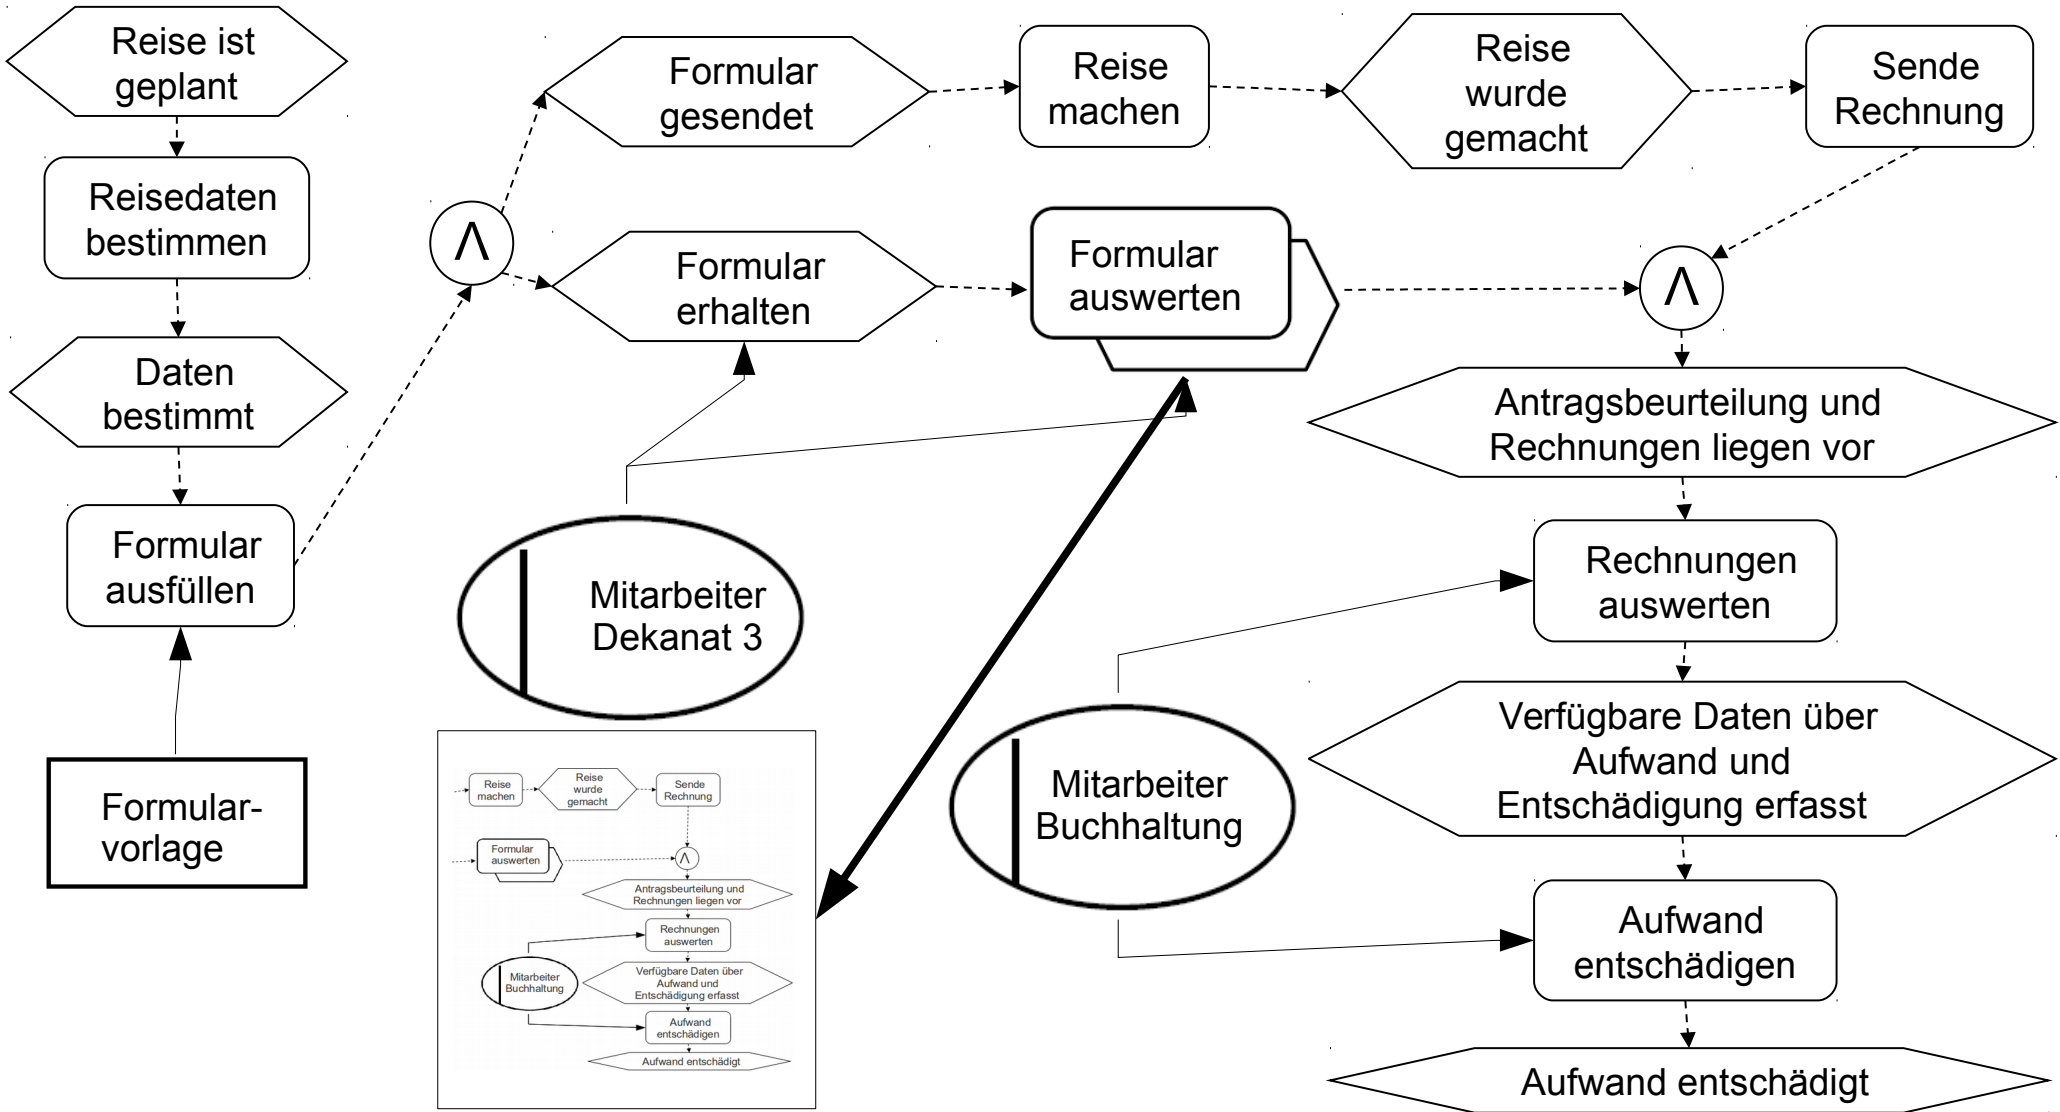 Reise ist
geplant
Reisedaten
bestimmen
Daten
bestimmt
Formular
ausfüllen
Formular-
vorlage
Λ
Formular
gesendet
Reise
machen
Reise
wurde
gemacht
Sende
Rechnung
Formular
erhalten
Formular
auswerten
Λ
Antragsbeurteilung und
Rechnungen liegen vor
Rechnungen
auswerten
Verfügbare Daten über
Aufwand und
Entschädigung erfasst
Aufwand
entschädigen
Aufwand entschädigt
Mitarbeiter
Dekanat 3
Mitarbeiter
Buchhaltung
Reise
machen
Reise
wurde
gemacht
Sende
Rechnung
Formular
auswerten
Λ
Antragsbeurteilung und
Rechnungen liegen vor
Rechnungen
auswerten
Mitarbeiter
Buchhaltung
Verfügbare Daten über
Aufwand und
Entschädigung erfasst
Aufwand
entschädigen
Aufwand entschädigt